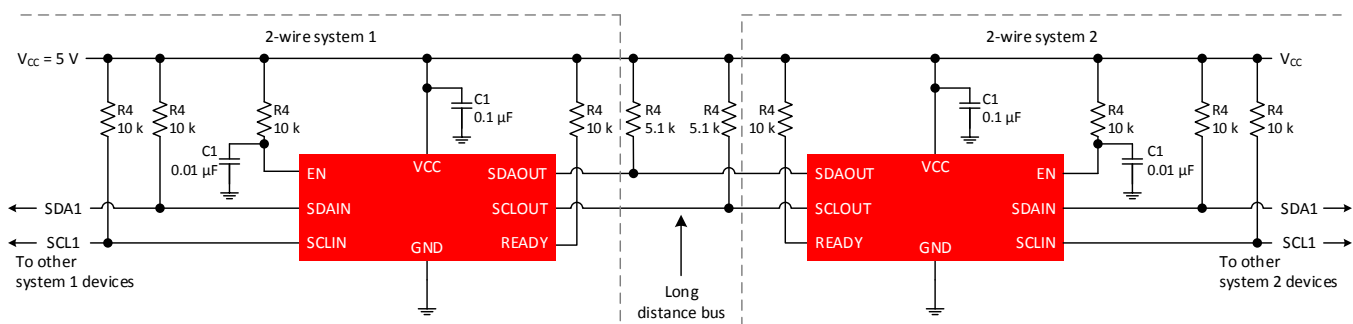 2-wire system 1
2-wire system 2
V_CC = 5 V
V_CC
R4
10 k
R4
10 k
R4
10 k
C1
0.1 µF
R4
10 k
R4
5.1 k
R4
5.1 k
R4
10 k
C1
0.1 µF
R4
10 k
R4
10 k
R4
10 k
C1
0.01 µF
C1
0.01 µF
VCC
EN
SDAIN
SCLIN
GND
SDAOUT
SCLOUT
READY
VCC
SDAOUT
SCLOUT
READY
GND
EN
SDAIN
SCLIN
SDA1
SCL1
To other
system 1 devices
Long
distance bus
SDA1
SCL1
To other
system 2 devices